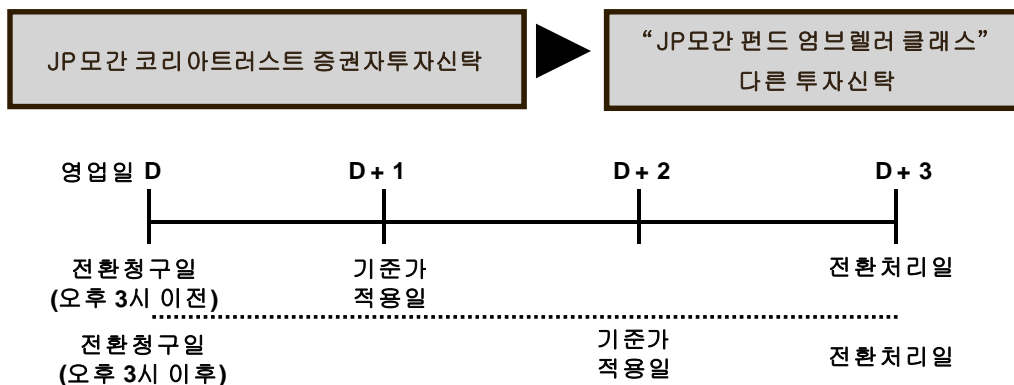 JP모간 코리아트러스트 증권자투자신탁
“JP모간 펀드 엄브렐러 클래스”
다른 투자신탁
영업일 D D + 1 D + 2 D + 3
전환청구일 기준가 전환처리일
(오후 3시 이전) 적용일
전환청구일 기준가 전환처리일
(오후 3시 이후) 적용일